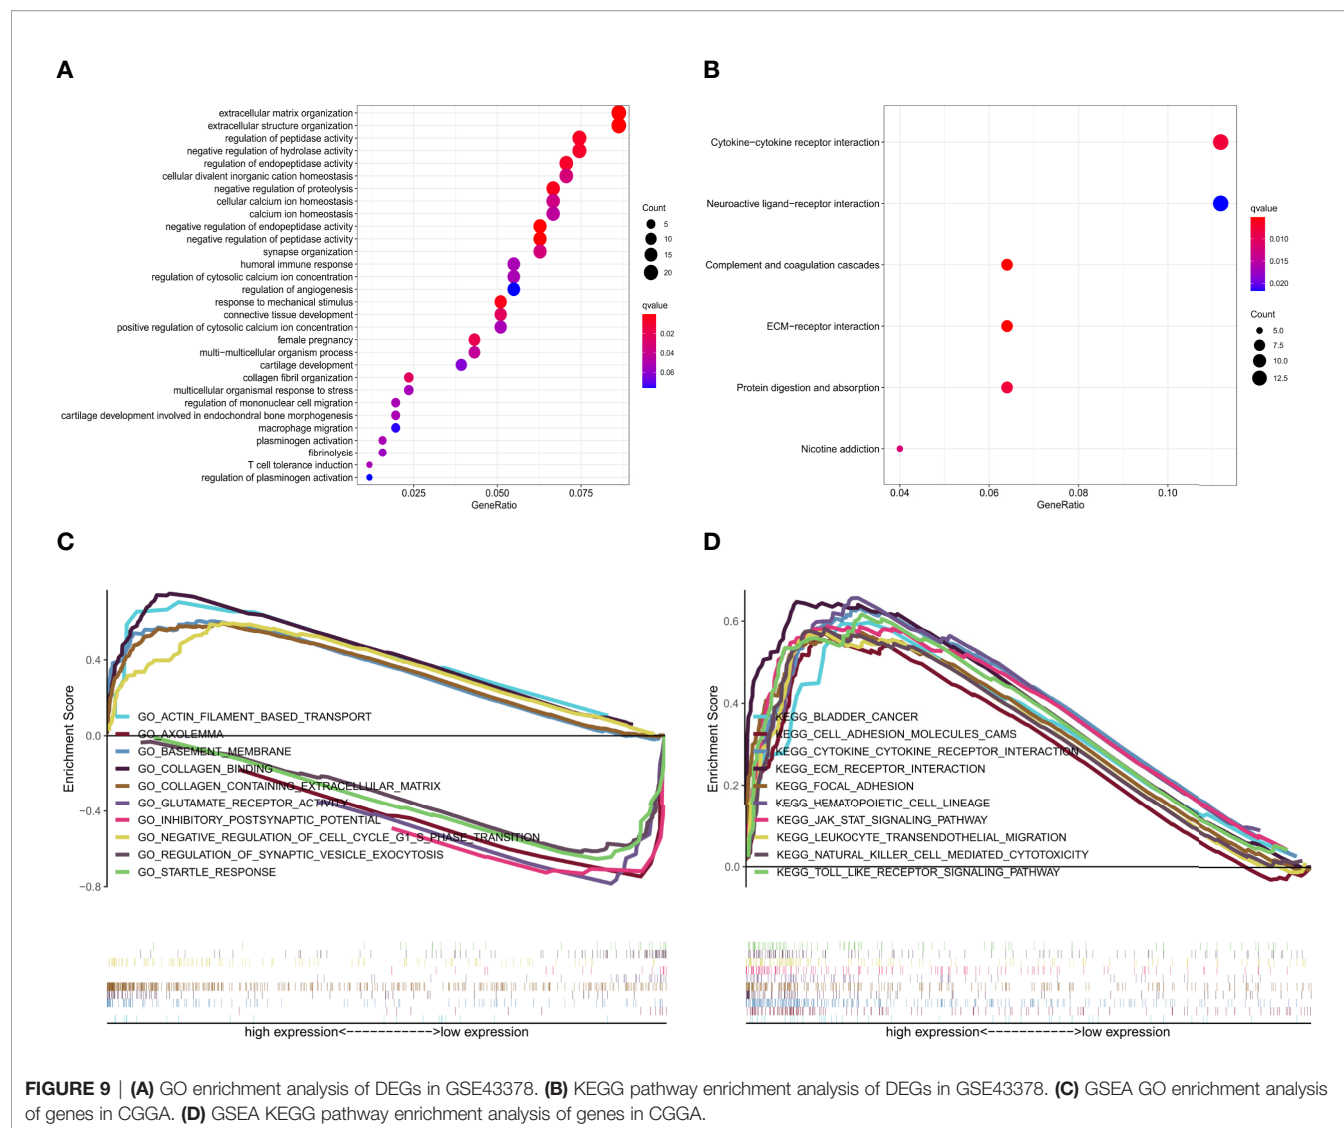 A
extracellular matrix organization
extracellular structure organization
regulation of peptidase activity
negative regulation of hydrolase activity
regulation of endopeptidase activity
cellular divalent inorganic cation homeostasis
negative regulation of proteolysis
cellular calcium ion homeostasis
calcium ion homeostasis
negative regulation of endopeptidase activity
negative regulation of peptidase activity
synapse organization
humoral immune response
regulation of cytosolic calcium ion concentration
regulation of angiogenesis
response to mechanical stimulus
connective tissue development
positive regulation of cytosolic calcium ion concentration
female pregnancy
multi−multicellular organism process
cartilage development
collagen fibril organization
multicellular organismal response to stress
regulation of mononuclear cell migration
cartilage development involved in endochondral bone morphogenesis
macrophage migration
plasminogen activation
fibrinolysis
T cell tolerance induction
regulation of plasminogen activation
0.025 0.050 0.075
GeneRatio
Count
5
10
15
20
qvalue
0.02
0.04
0.06
B
Cytokine−cytokine receptor interaction
Neuroactive ligand−receptor interaction
Complement and coagulation cascades
ECM−receptor interaction
Protein digestion and absorption
Nicotine addiction
0.04 0.06 0.08 0.10
GeneRatio
qvalue
0.010
0.015
0.020
Count
5.0
7.5
10.0
12.5
C
Enrichment Score
0.4
0.0
−0.4
−0.8
GO_ACTIN_FILAMENT_BASED_TRANSPORT
GO_AXOLEMMA
GO_BASEMENT_MEMBRANE
GO_COLLAGEN_BINDING
GO_COLLAGEN_CONTAINING_EXTRACELLULAR_MATRIX
GO_GLUTAMATE_RECEPTOR_ACTIVITY
GO_INHIBITORY_POSTSYNAPTIC_POTENTIAL
GO_NEGATIVE_REGULATION_OF_CELL_CYCLE_G1_S_PHASE_TRANSITION
GO_REGULATION_OF_SYNAPTIC_VESICLE_EXOCYTOSIS
GO_STARTLE_RESPONSE
high expression<−−−−−−−−−−−>low expression
D
Enrichment Score
0.6
0.4
0.2
0.0
KEGG_BLADDER_CANCER
KEGG_CELL_ADHESION_MOLECULES_CAMS
KEGG_CYTOKINE_CYTOKINE_RECEPTOR_INTERACTION
KEGG_ECM_RECEPTOR_INTERACTION
KEGG_FOCAL_ADHESION
KEGG_HEMATOPOIETIC_CELL_LINEAGE
KEGG_JAK_STAT_SIGNALING_PATHWAY
KEGG_LEUKOCYTE_TRANSENDOTHELIAL_MIGRATION
KEGG_NATURAL_KILLER_CELL_MEDIATED_CYTOTOXICITY
KEGG_TOLL_LIKE_RECEPTOR_SIGNALING_PATHWAY
high expression<−−−−−−−−−−−>low expression
FIGURE 9 | (A) GO enrichment analysis of DEGs in GSE43378. (B) KEGG pathway enrichment analysis of DEGs in GSE43378. (C) GSEA GO enrichment analysis
of genes in CGGA. (D) GSEA KEGG pathway enrichment analysis of genes in CGGA.